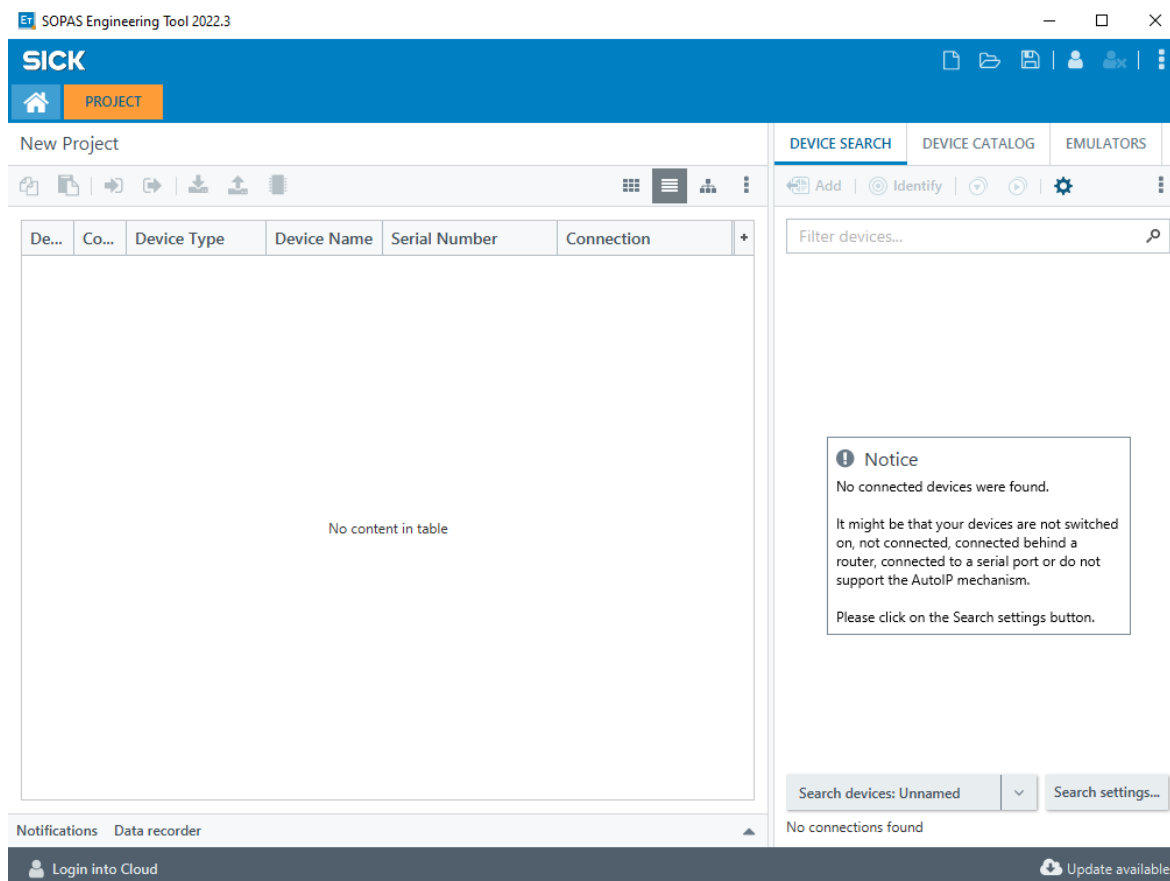 SOPAS Engineering Tool 2022.3
SICK
PROJECT
New Project
DEVICE SEARCH
DEVICE CATALOG
EMULATORS
Add
Identify
De...
Co...
Device Type
Device Name
Serial Number
Connection
+
Filter devices...
No content in table
Notice
No connected devices were found.
It might be that your devices are not switched
on, not connected, connected behind a
router, connected to a serial port or do not
support the AutoIP mechanism.
Please click on the Search settings button.
Search devices: Unnamed
Search settings...
No connections found
Notifications
Data recorder
Login into Cloud
Update available